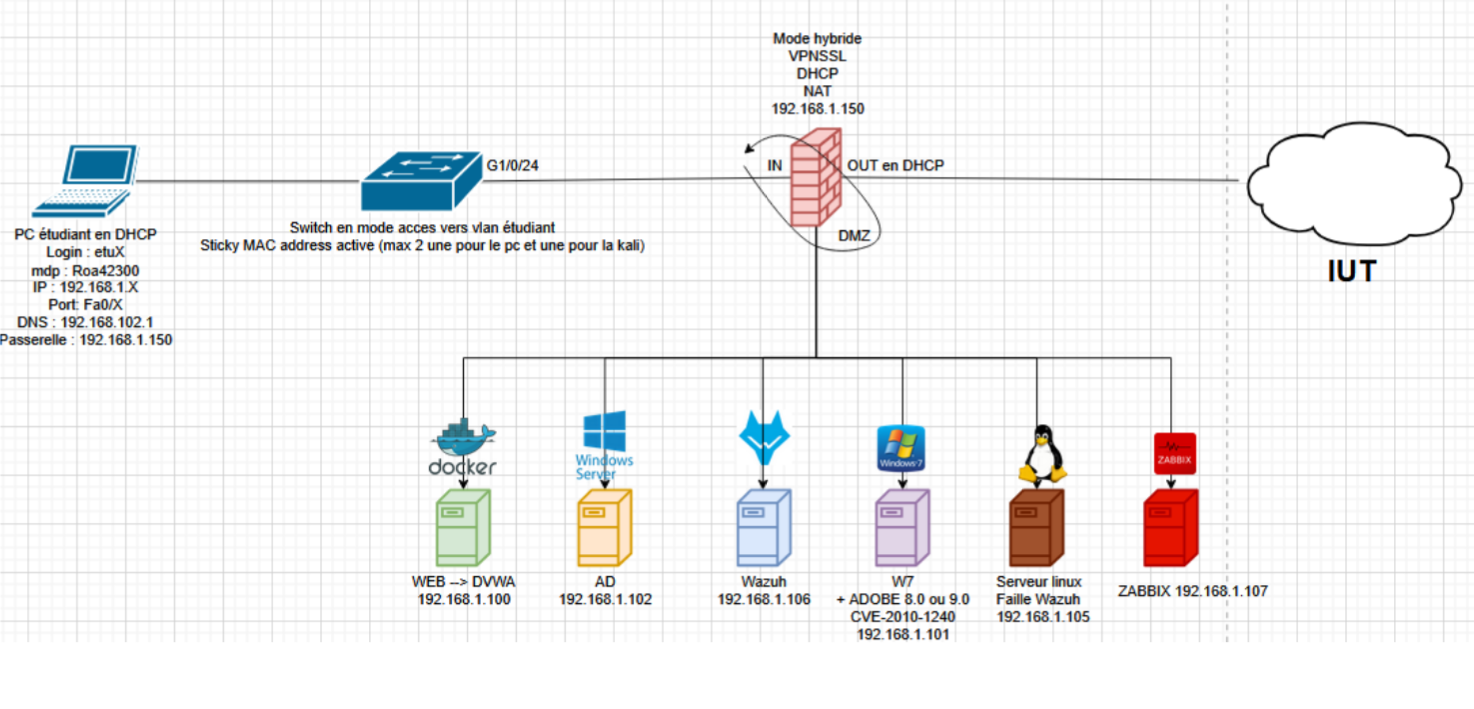 Mode hybride
VPNSSL
DHCP
NAT
192.168.1.150
IN
OUT en DHCP
DMZ
G1/0/24
Switch en mode acces vers vlan étudiant
Sticky MAC address active (max 2 une pour le pc et une pour la kali)
PC étudiant en DHCP
Login : etuX
mdp : Roa42300
IP : 192.168.1.X
Port: Fa0/X
DNS : 192.168.102.1
Passerelle : 192.168.1.150
IUT
docker
Windows
Server
Windows 7
ZABBIX
WEB --> DVWA
192.168.1.100
AD
192.168.1.102
Wazuh
192.168.1.106
W7
+ ADOBE 8.0 ou 9.0
CVE-2010-1240
192.168.1.101
Serveur linux
Faille Wazuh
192.168.1.105
ZABBIX 192.168.1.107